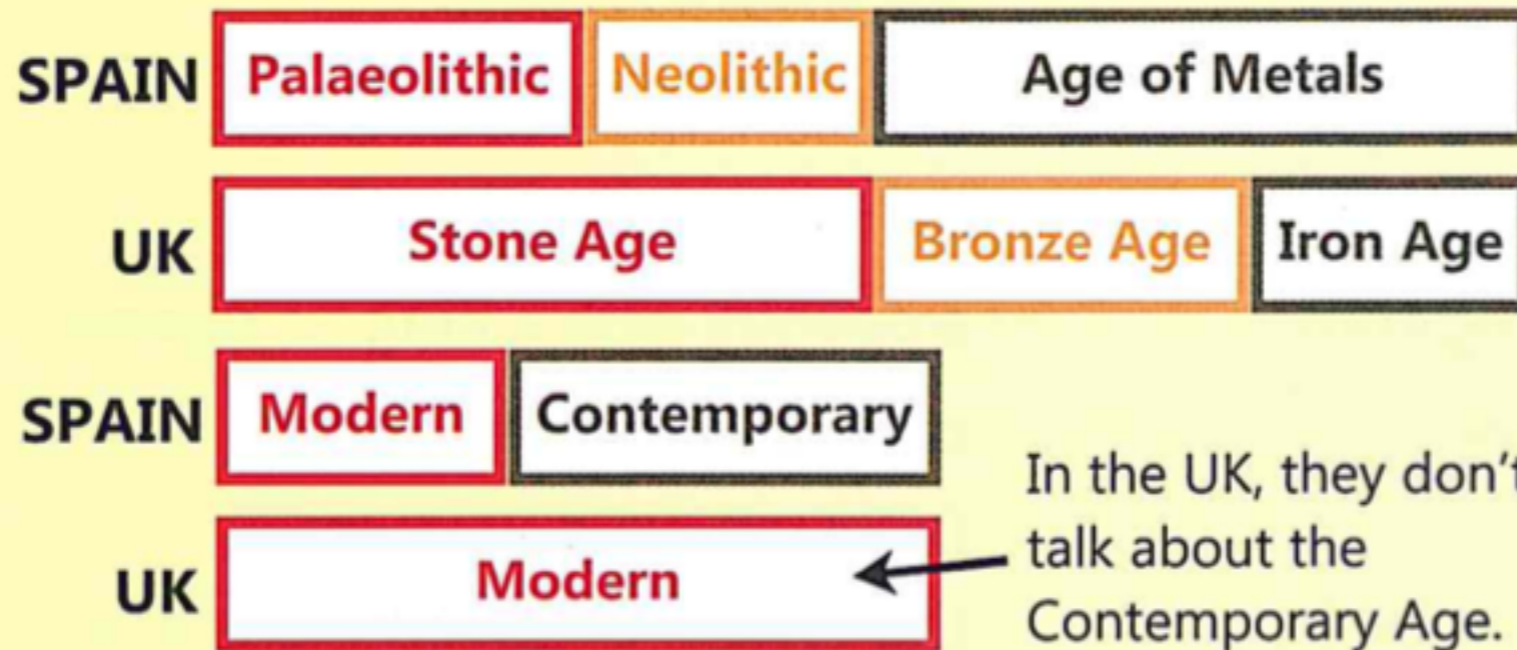 SPAIN Palaeolithic Neolithic Age of Metals
UK Stone Age Bronze Age Iron Age
SPAIN Modern Contemporary
In the UK, they don't
talk about the
UK Modern
Contemporary Age.